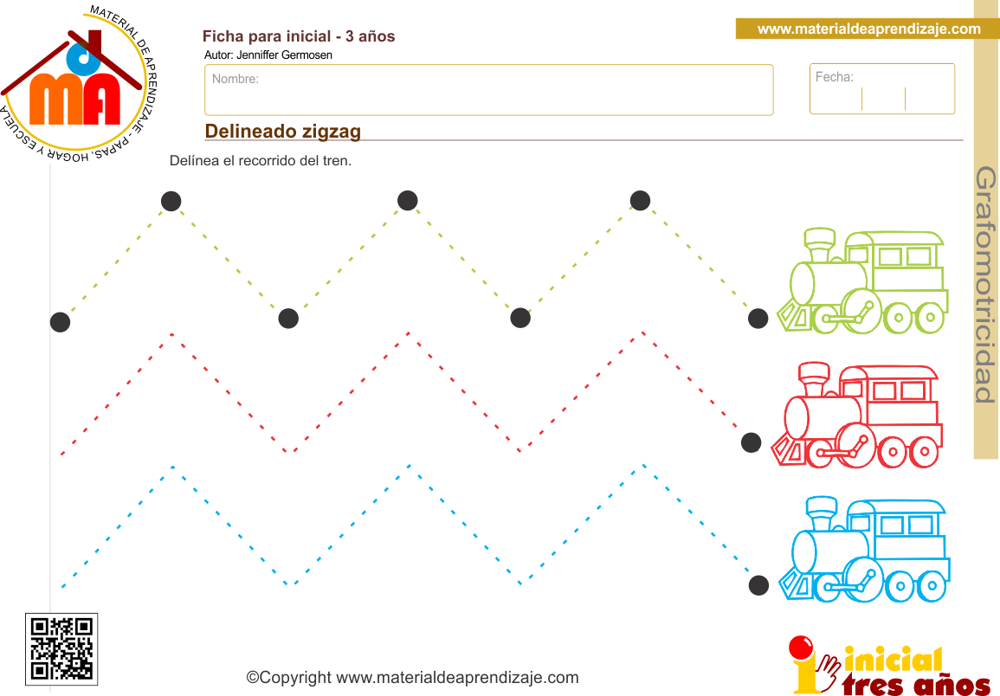 MATERIAL DE APRENDIZAJE - PAPAS, HOGAR Y ESCUELA
dmA
Ficha para inicial - 3 años
www.materialdeaprendizaje.com
Autor: Jenniffer Germosen
Nombre:
Fecha:
Delineado zigzag
Delínea el recorrido del tren.
Grafomotricidad
©Copyright www.materialdeaprendizaje.com
i inicial
tres años